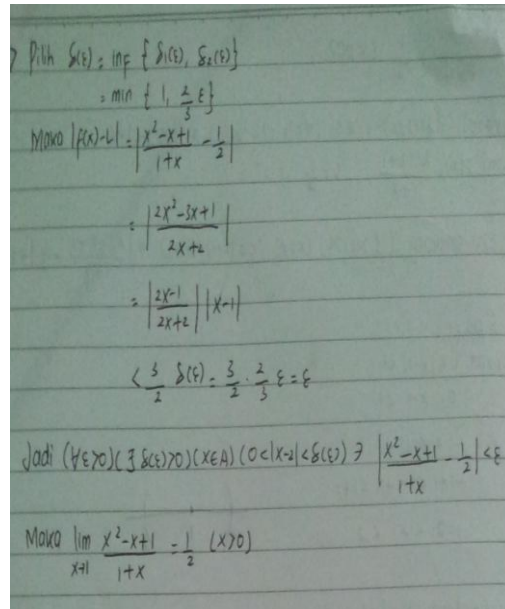 Pilih δ(ε) = inf {δ₁(ε), δ₂(ε)}
= min {1, 2/3 ε}
Maka |f(x)-L| = |(x²-x+1)/(1+x) - 1/2|
= |(2x²-3x+1)/(2x+2)|
= |(2x-1)/(2x+2)| |x-1|
< 3/2 δ(ε) = 3/2 · 2/3 ε = ε
Jadi (∀ε>0)(∃ δ(ε)>0)(x∈A)(0<|x-2|<δ(ε)) ∋ |(x²-x+1)/(1+x) - 1/2| < ε
Maka lim x→1 (x²-x+1)/(1+x) = 1/2 (x>0)